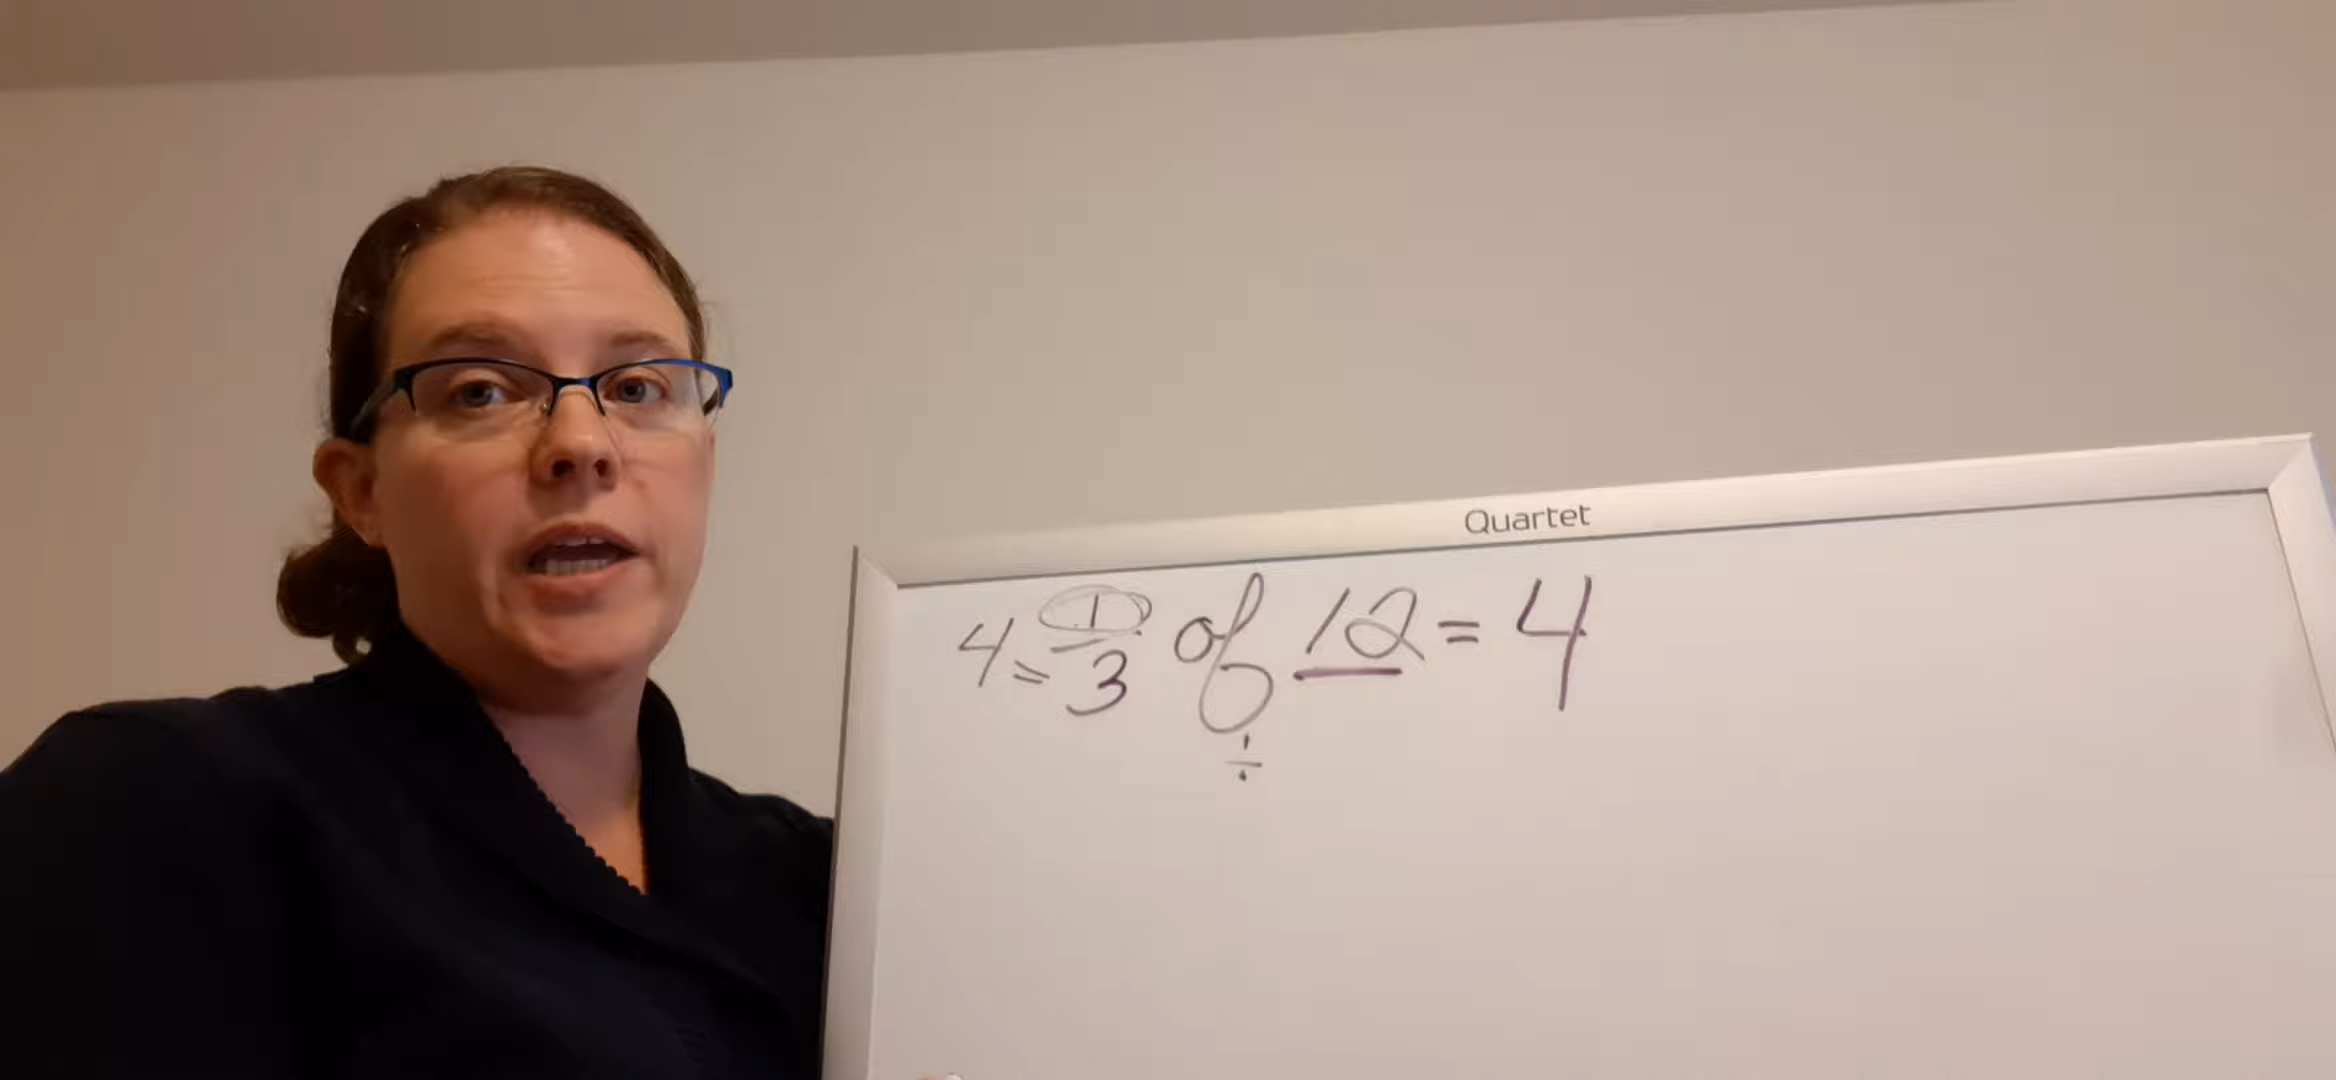 Quartet
4 = 1/3 of 12 = 4
÷